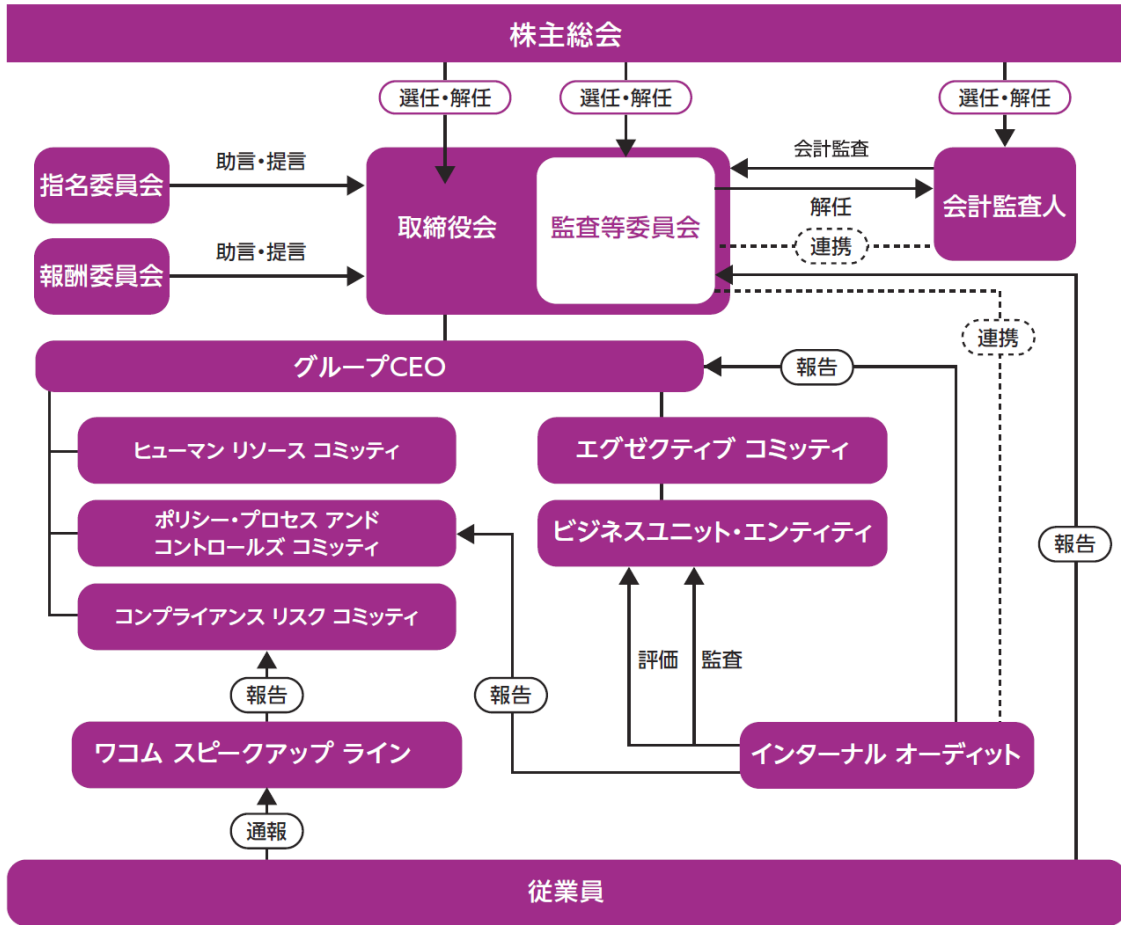 株主総会
選任・解任
選任・解任
選任・解任
指名委員会
助言・提言
取締役会
監査等委員会
会計監査
解任
連携
会計監査人
報酬委員会
助言・提言
連携
グループCEO
報告
ヒューマン リソース コミッティ
エグゼクティブ コミッティ
ポリシー・プロセス アンド
コントロールズ コミッティ
ビジネスユニット・エンティティ
報告
コンプライアンス リスク コミッティ
評価
監査
報告
報告
ワコム スピークアップ ライン
インターナル オーディット
通報
従業員